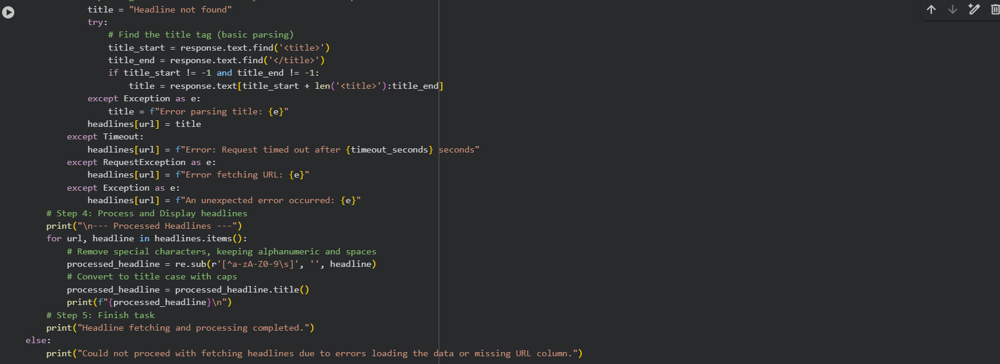 title = "Headline not found"
try:
# Find the title tag (basic parsing)
title_start = response.text.find('<title>')
title_end = response.text.find('</title>')
if title_start != -1 and title_end != -1:
title = response.text[title_start + len('<title>'):title_end]
except Exception as e:
title = f"Error parsing title: {e}"
headlines[url] = title
except Timeout:
headlines[url] = f"Error: Request timed out after {timeout_seconds} seconds"
except RequestException as e:
headlines[url] = f"Error fetching URL: {e}"
except Exception as e:
headlines[url] = f"An unexpected error occurred: {e}"
# Step 4: Process and Display headlines
print("\n--- Processed Headlines ---")
for url, headline in headlines.items():
# Remove special characters, keeping alphanumeric and spaces
processed_headline = re.sub(r'[^a-zA-Z0-9\s]', '', headline)
# Convert to title case with caps
processed_headline = processed_headline.title()
print(f"{processed_headline}\n")
# Step 5: Finish task
print("Headline fetching and processing completed.")
else:
print("Could not proceed with fetching headlines due to errors loading the data or missing URL column.")